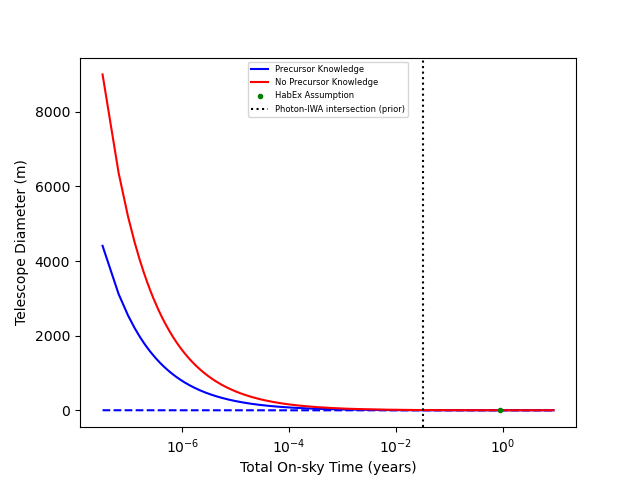 Precursor Knowledge
No Precursor Knowledge
HabEx Assumption
Photon-IWA intersection (prior)
Telescope Diameter (m)
8000
6000
4000
2000
0
10⁻⁶ 10⁻⁴ 10⁻² 10⁰
Total On-sky Time (years)